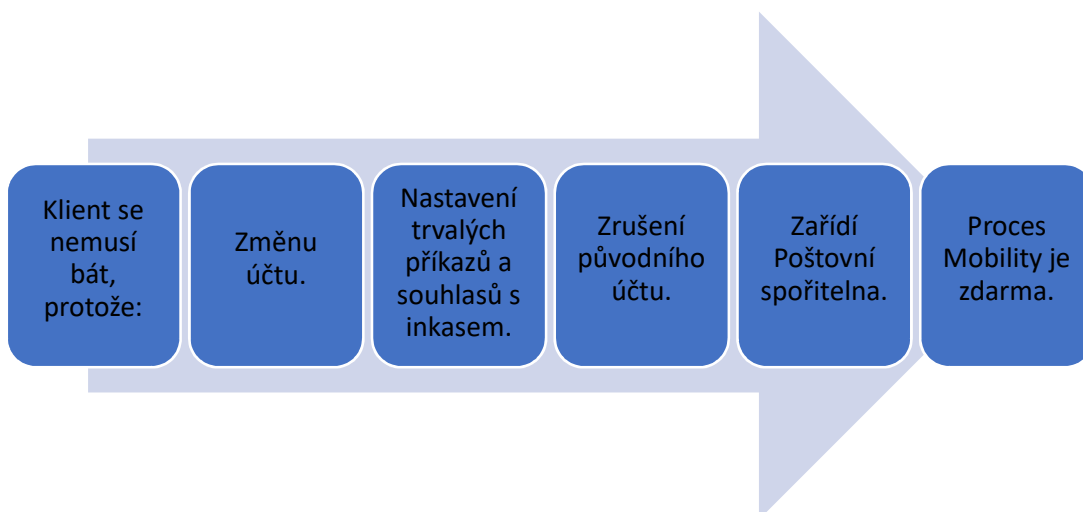 Klient se
nemusí
bát,
protože:
Změnu
účtu.
Nastavení
trvalých
příkazů a
souhlasů s
inkasem.
Zrušení
původního
účtu.
Zařídí
Poštovní
spořitelna.
Proces
Mobility je
zdarma.